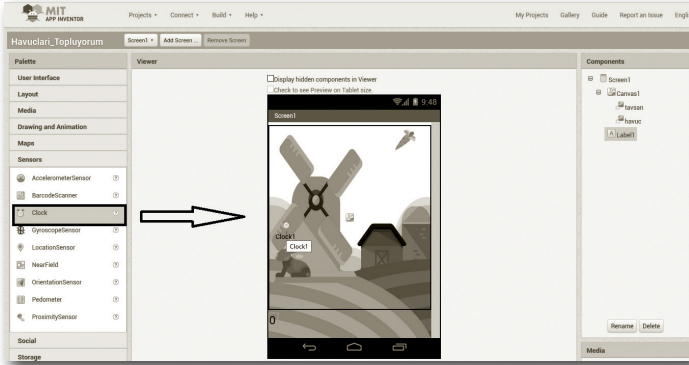 MIT
APP INVENTOR
Projects Connect Build Help
My Projects Gallery Guide Report an Issue Engli
Havuclari_Topluyorum
Screen1 Add Screen ... Remove Screen
Palette
User Interface
Layout
Media
Drawing and Animation
Maps
Sensors
AccelerometerSensor
BarcodeScanner
Clock
GyroscopeSensor
LocationSensor
NearField
OrientationSensor
Pedometer
ProximitySensor
Social
Storage
Viewer
Display hidden components in Viewer
Check to see Preview on Tablet size.
9:48
Screen1
Clock1
Clock1
0
Components
Screen1
Canvas1
tavsan
havuc
A Label1
Rename Delete
Media